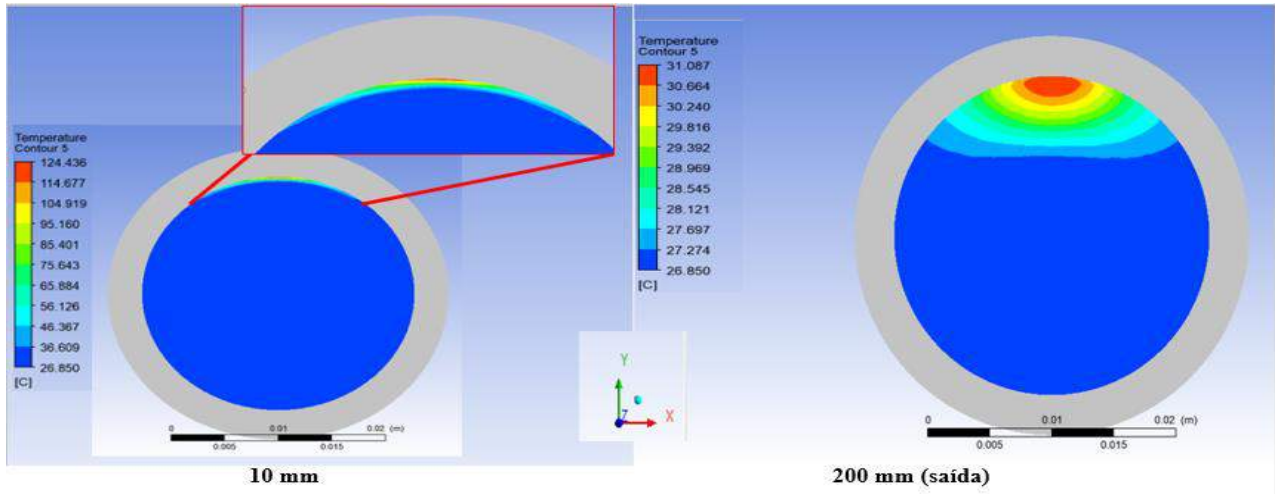 Temperature
Contour 5
124.436
114.677
104.919
95.160
85.401
75.643
65.884
56.126
46.367
36.609
26.850
[C]
0 0.01 0.02 (m)
0.005 0.015
10 mm
Y
Z X
Temperature
Contour 5
31.087
30.664
30.240
29.816
29.392
28.969
28.545
28.121
27.697
27.274
26.850
[C]
0 0.01 0.02 (m)
0.005 0.015
200 mm (saída)